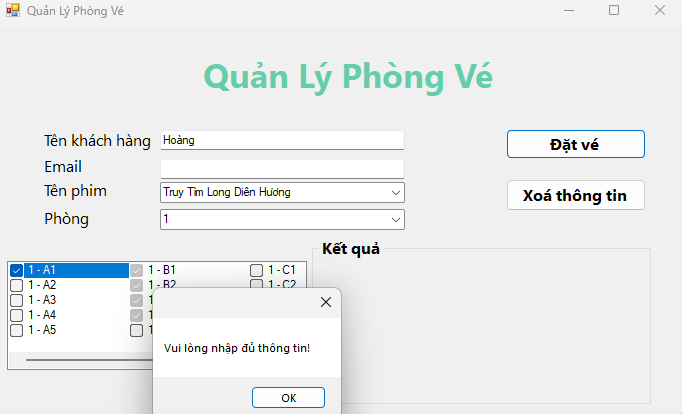 Quản Lý Phòng Vé
Quản Lý Phòng Vé
Tên khách hàng Hoàng
Đặt vé
Email
Tên phim Truy Tìm Long Diên Hương
Xoá thông tin
Phòng 1
Kết quả
1 - A1 1 - B1 1 - C1
1 - A2 1 - B2 1 - C2
1 - A3 1
1 - A4 1
1 - A5 1
Vui lòng nhập đủ thông tin!
OK